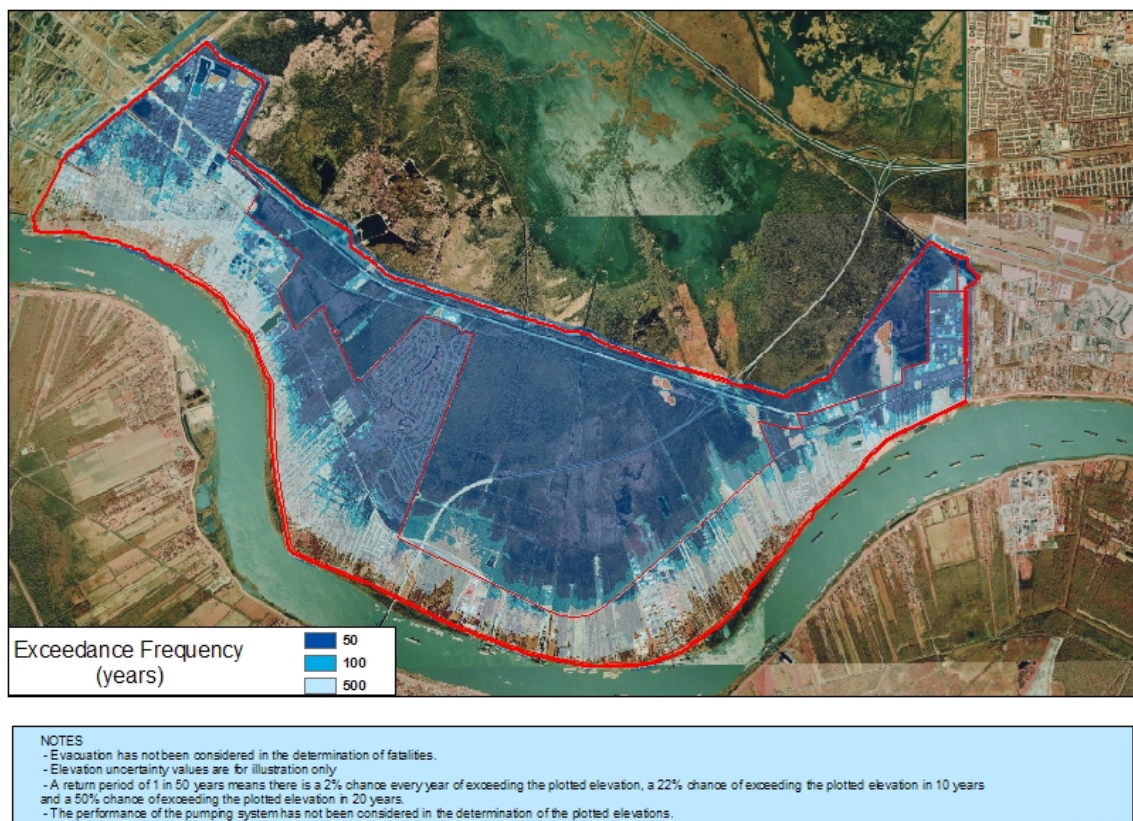 Exceedance Frequency
(years)
50
100
500
NOTES
- Evacuation has not been considered in the determination of fatalities.
- Elevation uncertainty values are for illustration only
- A return period of 1 in 50 years means there is a 2% chance every year of exceeding the plotted elevation, a 22% chance of exceeding the plotted elevation in 10 years
and a 50% chance of exceeding the plotted elevation in 20 years.
- The performance of the pumping system has not been considered in the determination of the plotted elevations.